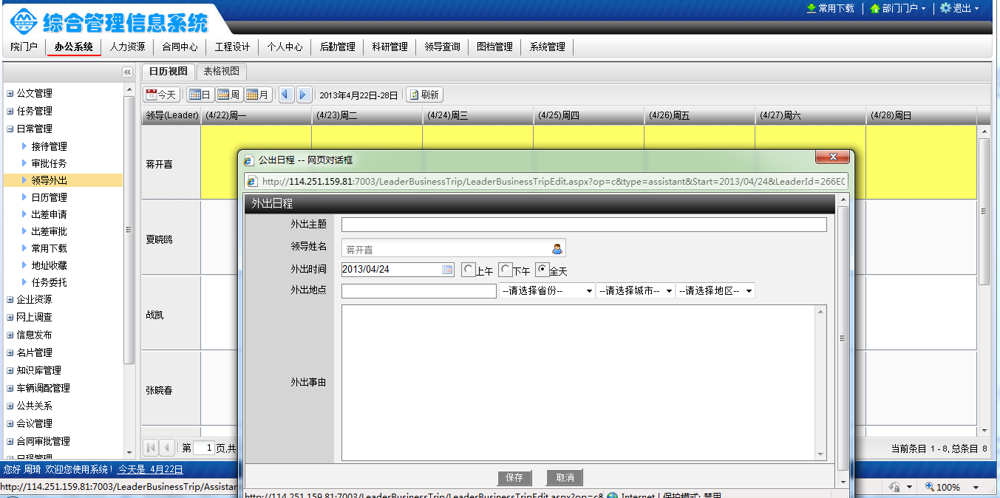 常用下载 部门门户 退出
综合管理信息系统
院门户 办公系统 人力资源 合同中心 工程设计 个人中心 后勤管理 科研管理 领导查询 图档管理 系统管理
日历视图 表格视图
今天 日 周 月 2013年4月22日-28日 刷新
领导(Leader) (4/22)周一 (4/23)周二 (4/24)周三 (4/25)周四 (4/26)周五 (4/27)周六 (4/28)周日
公文管理
任务管理
日常管理
接待管理
审批任务
领导外出
日历管理
出差申请
出差审批
常用下载
地址收藏
任务委托
企业资源
网上调查
信息发布
名片管理
知识库管理
车辆调配管理
公共关系
会议管理
合同审批管理
日程管理
蒋开喜
夏晓鸥
战凯
张晓春
公出日程 -- 网页对话框
http://114.251.159.81:7003/LeaderBusinessTrip/LeaderBusinessTripEdit.aspx?op=c&type=assistant&Start=2013/04/24&LeaderId=266E0
外出日程
外出主题
领导姓名 蒋开喜
外出时间 2013/04/24 上午 下午 全天
外出地点 --请选择省份-- --请选择城市-- --请选择地区--
外出事由
保存 取消
http://114.251.159.81:7003/LeaderBusinessTrip/LeaderBusinessTripEdit.aspx?op=c& Internet | 保护模式: 禁用
第 1 页,共
当前条目 1 - 8, 总条目 8
您好 周琦 欢迎您使用系统! 今天是 4月22日
http://114.251.159.81:7003/LeaderBusinessTrip/Assistan
100%